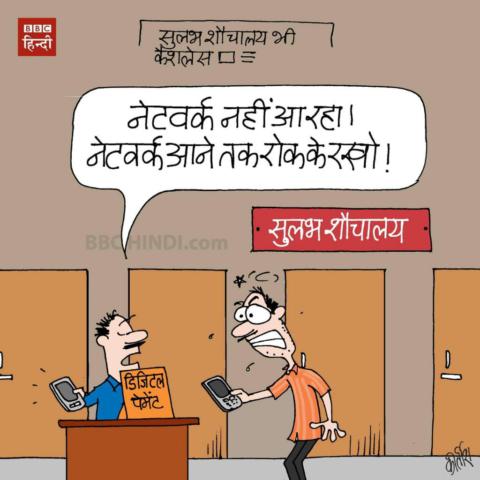 BBC
हिन्दी
सुलभ शौचालय भी
कैशलेस
नेटवर्क नहीं आ रहा।
नेटवर्क आने तक रोक के रखो!
BBCHINDI.com
सुलभ शौचालय
डिजिटल
पेमेंट
कीर्तीश